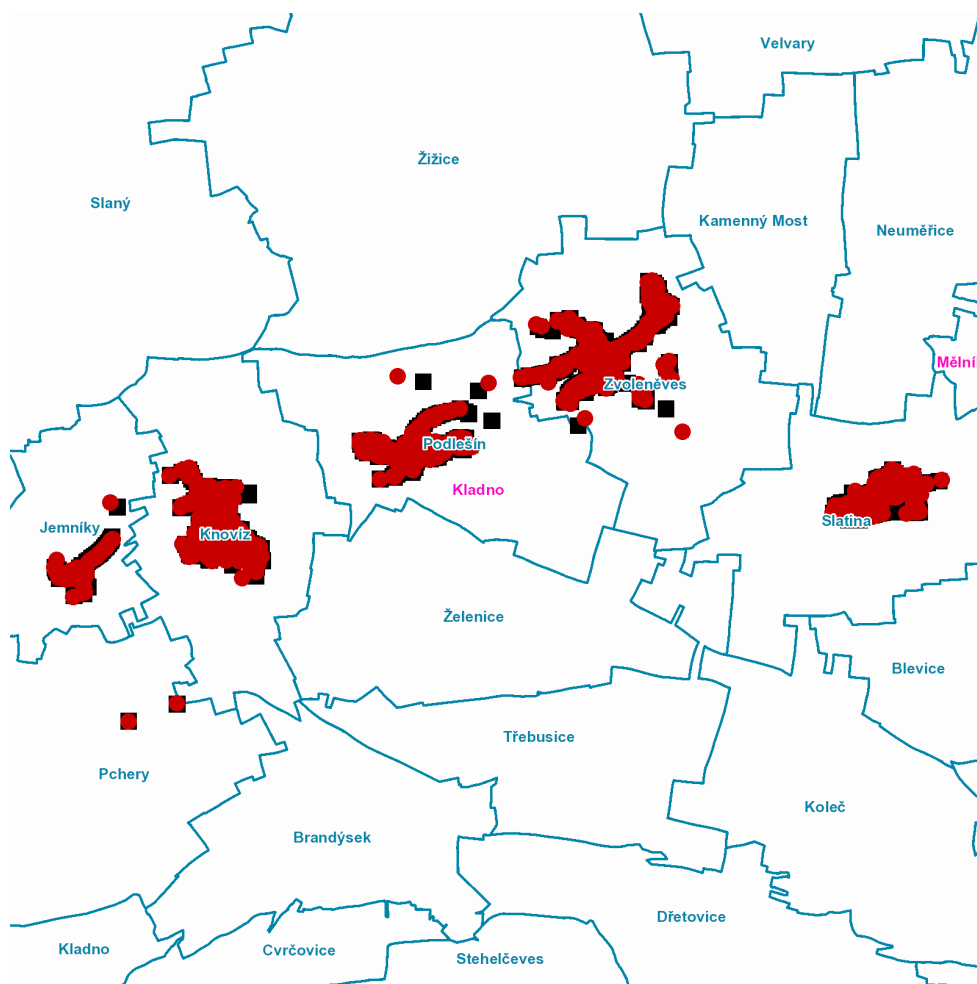 Velvary
Žižice
Slaný
Kamenný Most
Neuměřice
Mělní
Zvoleněves
Podlešín
Kladno
Slatina
Jemníky
Knovíz
Želenice
Blevice
Třebusice
Pchery
Koleč
Brandýsek
Dřetovice
Kladno
Cvrčovice
Stehelčeves